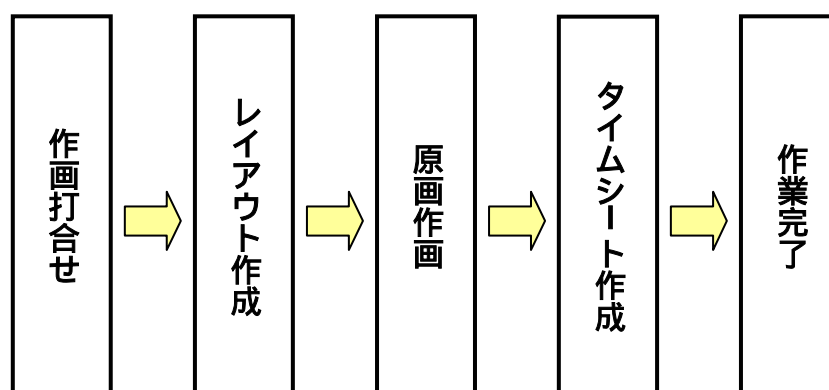 作画打合せ
レイアウト作成
原画作画
タイムシート作成
作業完了